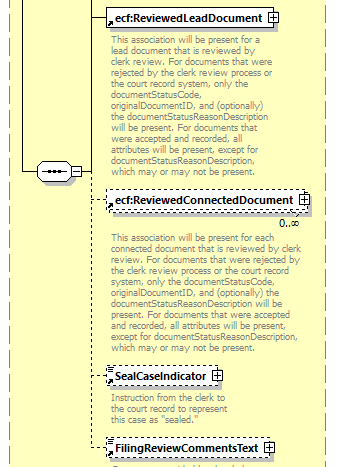 ecf:ReviewedLeadDocument
This association will be present for a
lead document that is reviewed by
clerk review. For documents that were
rejected by the clerk review process or
the court record system, only the
documentStatusCode,
originalDocumentID, and (optionally)
the documentStatusReasonDescription
will be present. For documents that
were accepted and recorded, all
attributes will be present, except for
documentStatusReasonDescription,
which may or may not be present.
ecf:ReviewedConnectedDocument
0..∞
This association will be present for each
connected document that is reviewed by clerk
review. For documents that were rejected by
the clerk review process or the court record
system, only the documentStatusCode,
originalDocumentID, and (optionally) the
documentStatusReasonDescription will be
present. For documents that were accepted
and recorded, all attributes will be present,
except for documentStatusReasonDescription,
which may or may not be present.
SealCaseIndicator
Instruction from the clerk to
the court record to represent
this case as "sealed."
FilingReviewCommentsText